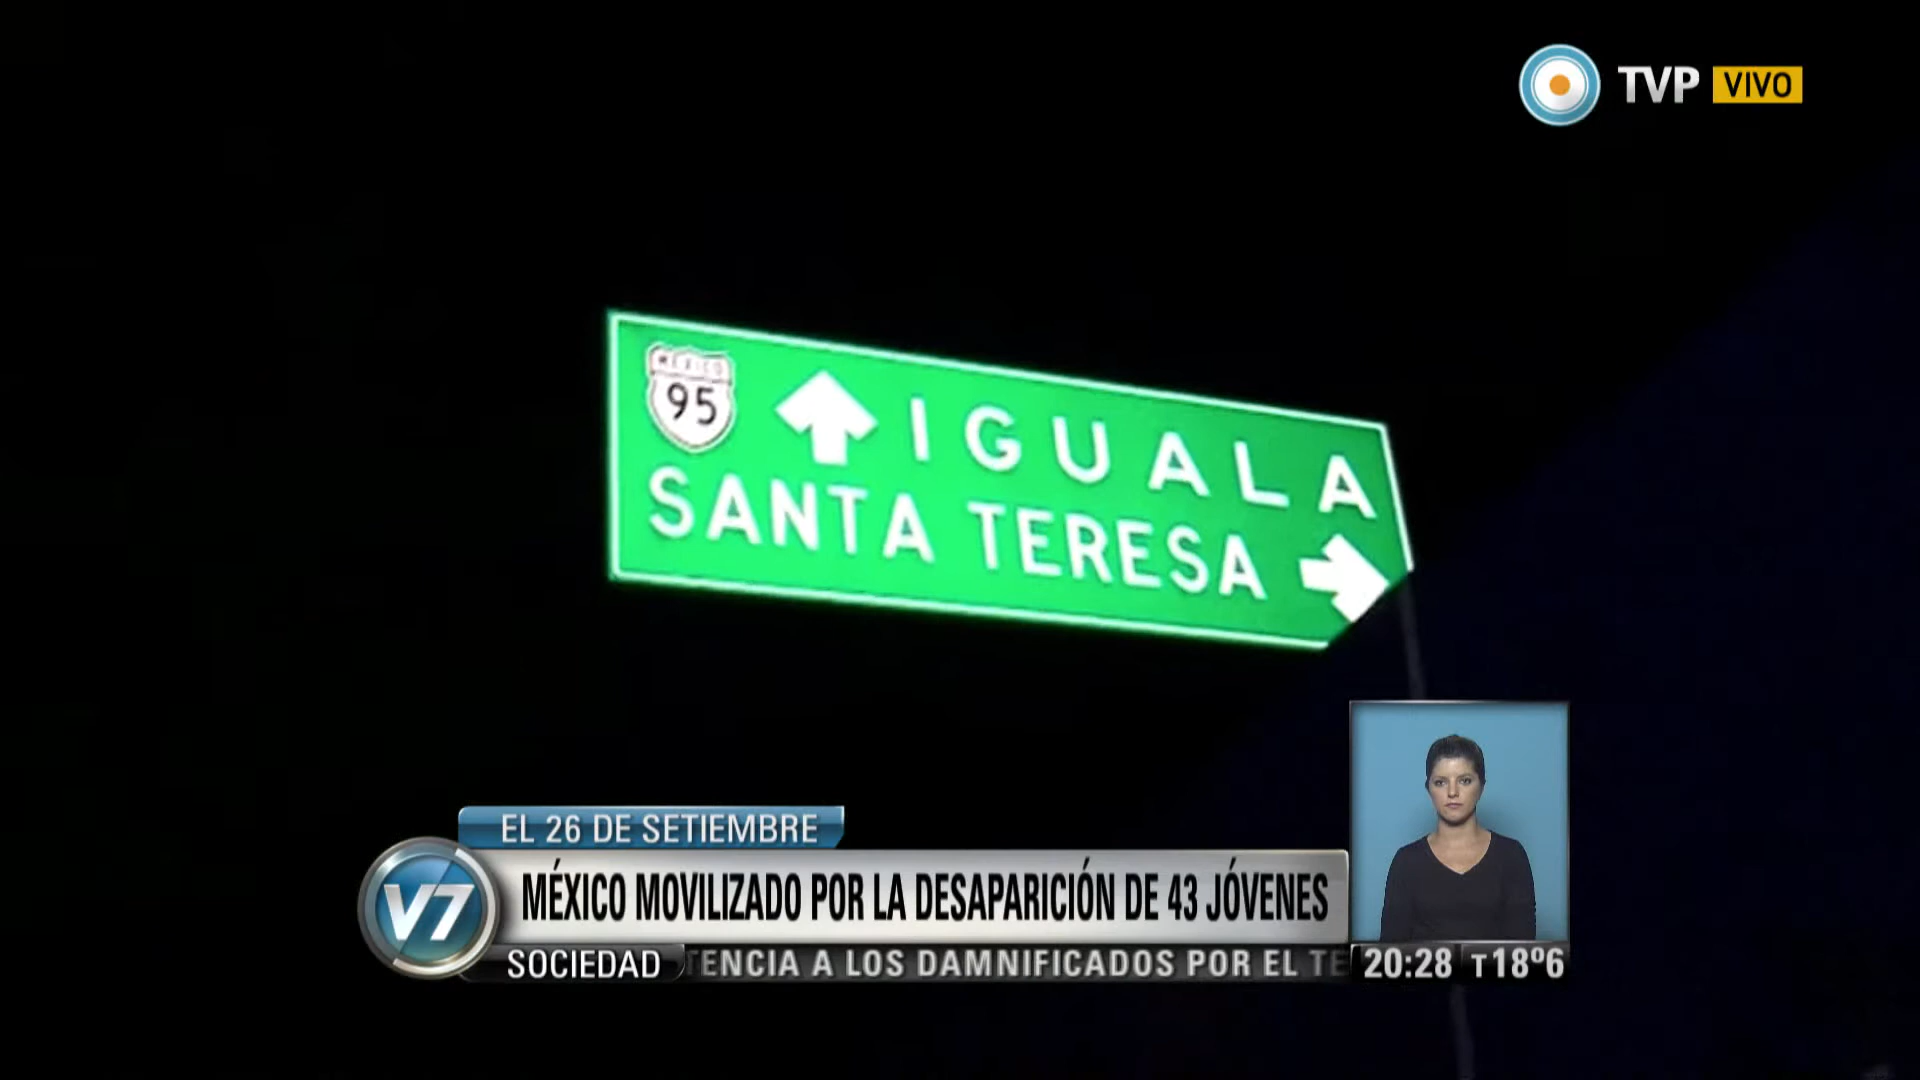 TVP VIVO
MÉXICO
95
IGUALA
SANTA TERESA
EL 26 DE SETIEMBRE
V7
MÉXICO MOVILIZADO POR LA DESAPARICIÓN DE 43 JÓVENES
SOCIEDAD
TENCIA A LOS DAMNIFICADOS POR EL TE
20:28 T18º6